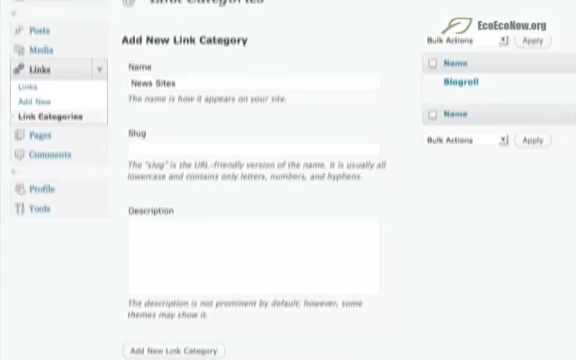 Link Categories
EcoEcoNow.org
Posts
Media
Links
Links
Add New
Link Categories
Pages
Comments
Profile
Tools
Add New Link Category
Name
News Sites
The name is how it appears on your site.
Slug
The "slug" is the URL-friendly version of the name. It is usually all
lowercase and contains only letters, numbers, and hyphens.
Description
The description is not prominent by default; however, some
themes may show it.
Add New Link Category
Bulk Actions
Apply
Name
Blogroll
Name
Bulk Actions
Apply